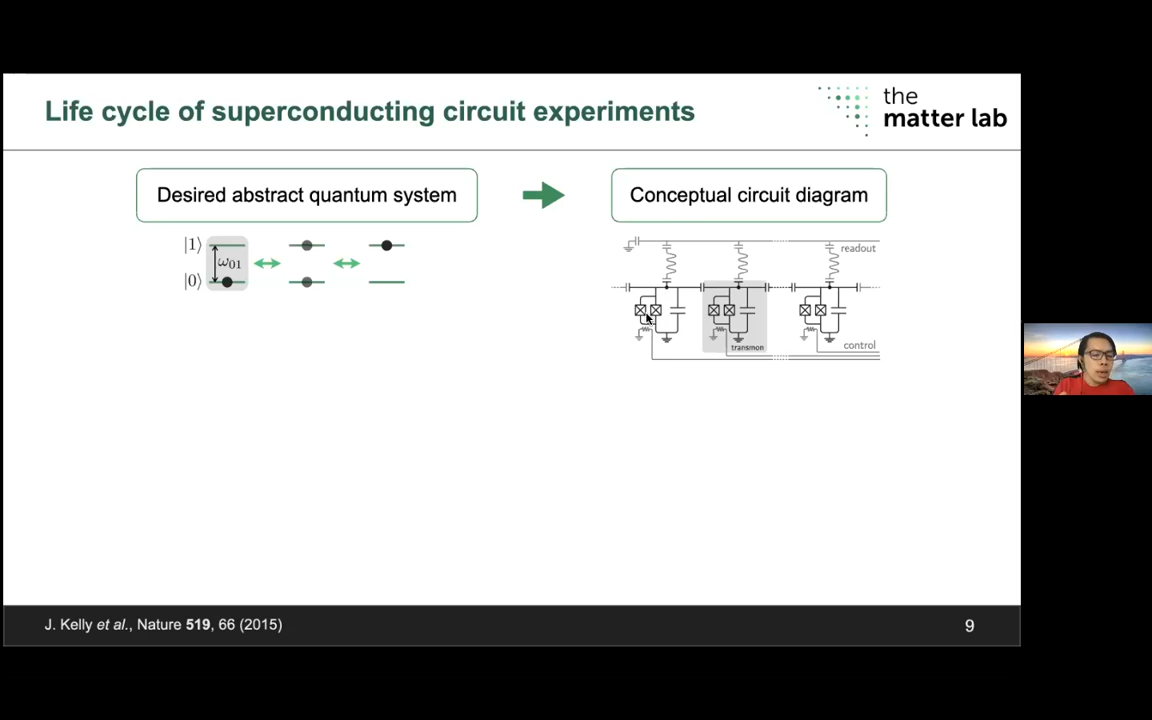 Life cycle of superconducting circuit experiments
the
matter lab
Desired abstract quantum system
Conceptual circuit diagram
|1⟩
ω01
|0⟩
readout
transmon
control
J. Kelly et al., Nature 519, 66 (2015)
9